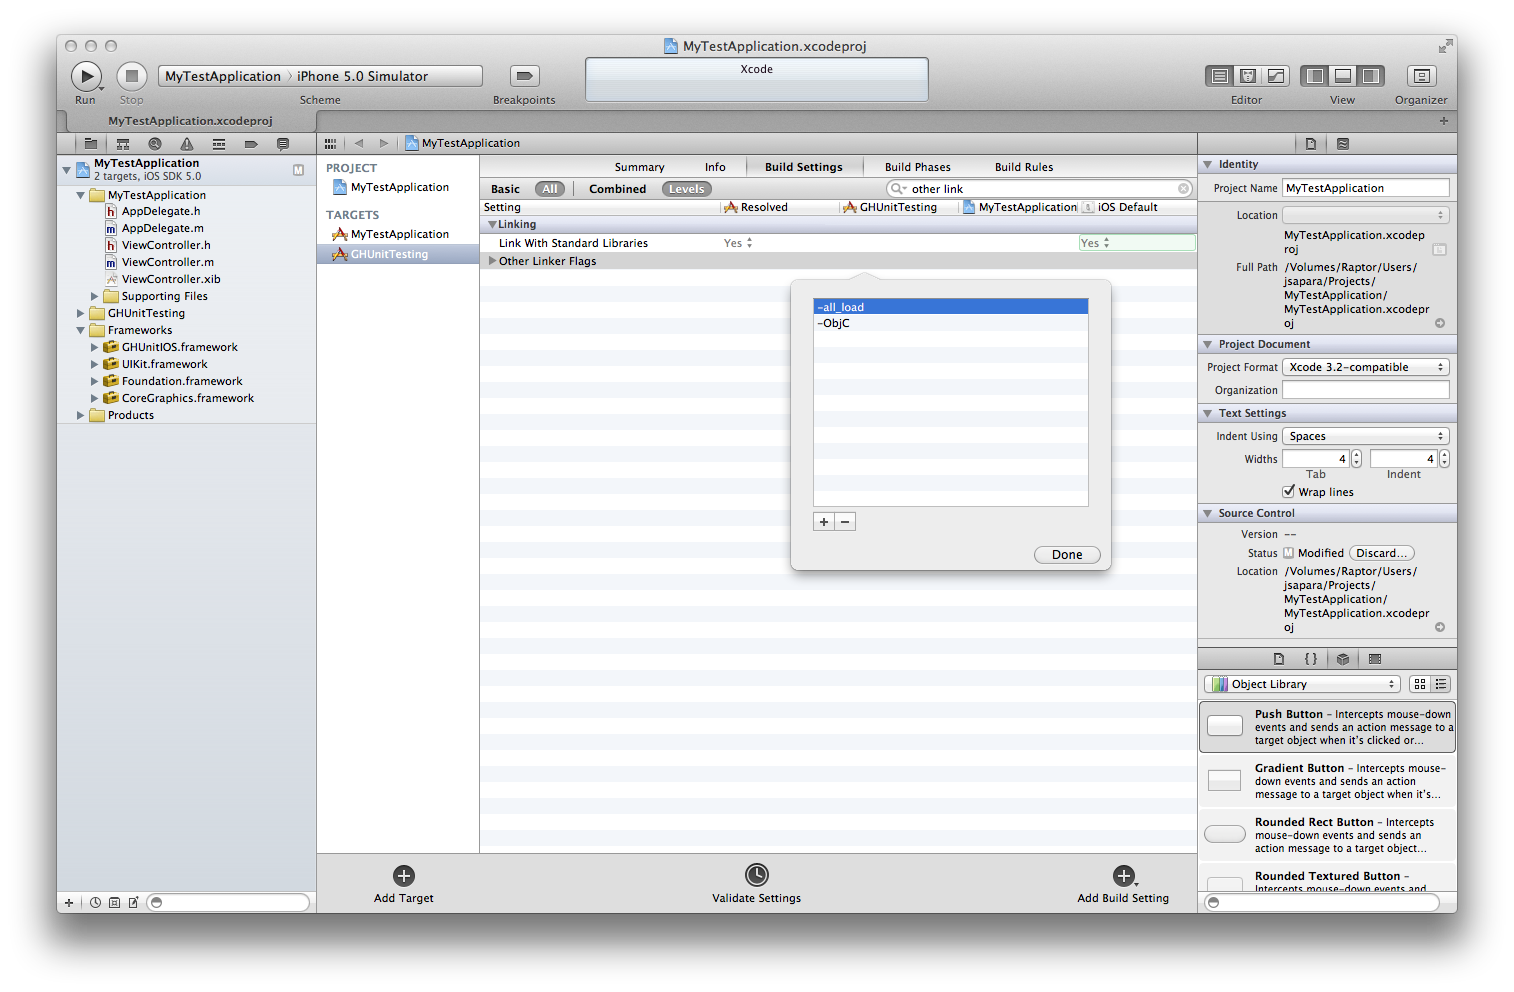 MyTestApplication.xcodeproj
MyTestApplication 〉iPhone 5.0 Simulator
Xcode
Run
Stop
Scheme
Breakpoints
Editor
View
Organizer
MyTestApplication.xcodeproj
MyTestApplication
2 targets, iOS SDK 5.0
M
MyTestApplication
h AppDelegate.h
m AppDelegate.m
h ViewController.h
m ViewController.m
ViewController.xib
Supporting Files
GHUnitTesting
Frameworks
GHUnitIOS.framework
UIKit.framework
Foundation.framework
CoreGraphics.framework
Products
MyTestApplication
PROJECT
MyTestApplication
TARGETS
MyTestApplication
GHUnitTesting
Summary
Info
Build Settings
Build Phases
Build Rules
Basic
All
Combined
Levels
other link
Setting
Resolved
GHUnitTesting
MyTestApplication
iOS Default
Linking
Link With Standard Libraries
Yes
Yes
Other Linker Flags
-all_load
-ObjC
+ −
Done
Add Target
Validate Settings
Add Build Setting
Identity
Project Name MyTestApplication
Location
MyTestApplication.xcodepr
oj
Full Path /Volumes/Raptor/Users/
jsapara/Projects/
MyTestApplication/
MyTestApplication.xcodepr
oj
Project Document
Project Format Xcode 3.2-compatible
Organization
Text Settings
Indent Using Spaces
Widths 4 4
Tab Indent
Wrap lines
Source Control
Version --
Status M Modified Discard...
Location /Volumes/Raptor/Users/
jsapara/Projects/
MyTestApplication/
MyTestApplication.xcodepr
oj
{ }
Object Library
Push Button - Intercepts mouse-down
events and sends an action message to a
target object when it's clicked or...
Gradient Button - Intercepts mouse-
down events and sends an action
message to a target object when it's...
Rounded Rect Button - Intercepts
mouse-down events and sends an
action message to a target object...
Rounded Textured Button -
Intercepts mouse-down events and